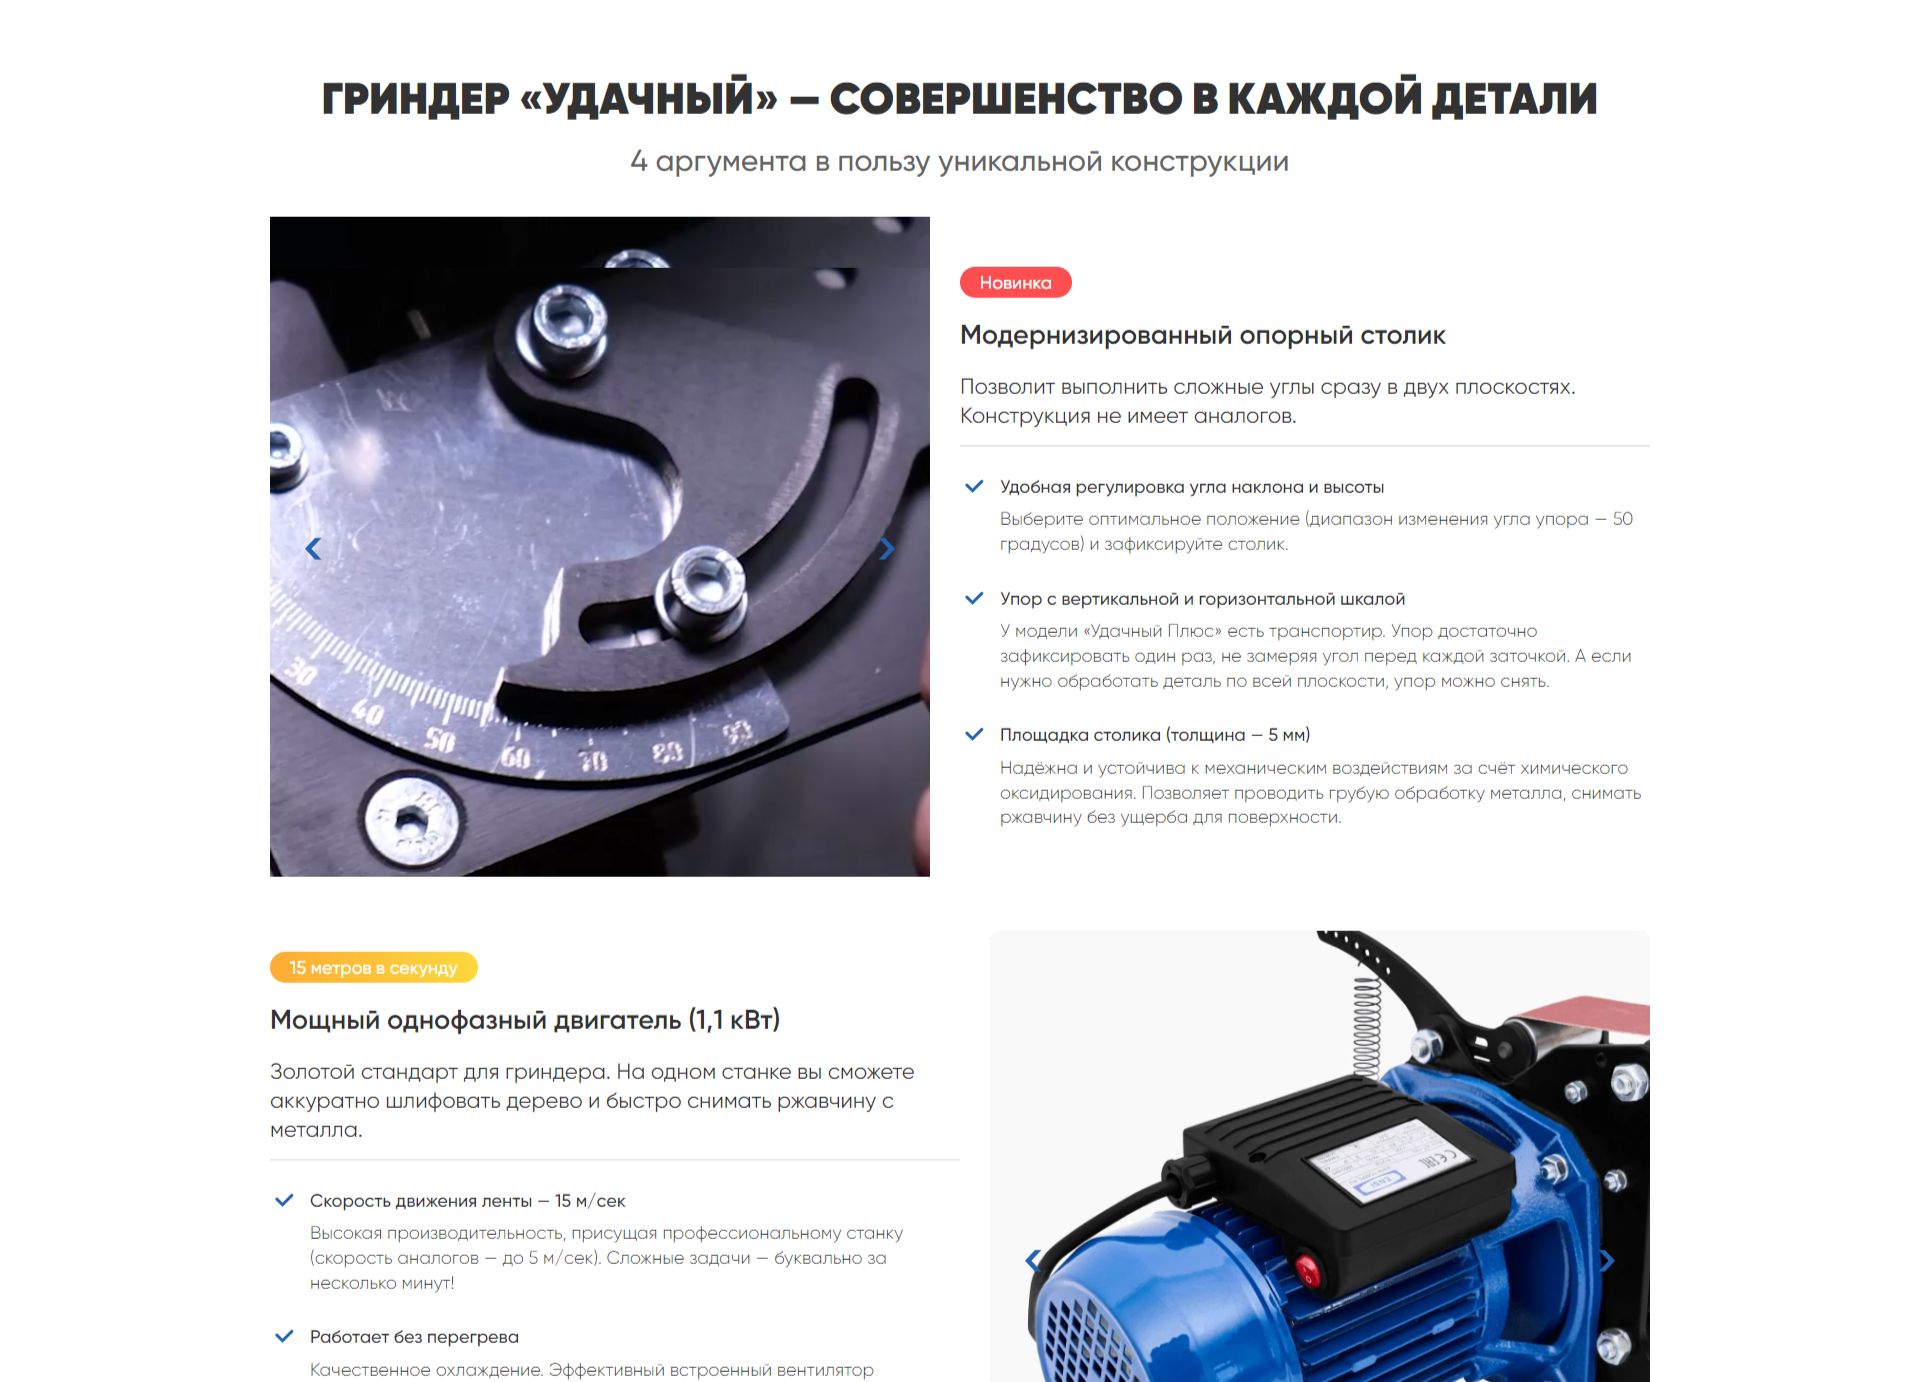 ГРИНДЕР «УДАЧНЫЙ» — СОВЕРШЕНСТВО В КАЖДОЙ ДЕТАЛИ
4 аргумента в пользу уникальной конструкции
30
40
50
60
70
80
90
Новинка
Модернизированный опорный столик
Позволит выполнить сложные углы сразу в двух плоскостях.
Конструкция не имеет аналогов.
Удобная регулировка угла наклона и высоты
Выберите оптимальное положение (диапазон изменения угла упора — 50
градусов) и зафиксируйте столик.
Упор с вертикальной и горизонтальной шкалой
У модели «Удачный Плюс» есть транспортир. Упор достаточно
зафиксировать один раз, не замеряя угол перед каждой заточкой. А если
нужно обработать деталь по всей плоскости, упор можно снять.
Площадка столика (толщина — 5 мм)
Надёжна и устойчива к механическим воздействиям за счёт химического
оксидирования. Позволяет проводить грубую обработку металла, снимать
ржавчину без ущерба для поверхности.
15 метров в секунду
Мощный однофазный двигатель (1,1 кВт)
Золотой стандарт для гриндера. На одном станке вы сможете
аккуратно шлифовать дерево и быстро снимать ржавчину с
металла.
Скорость движения ленты — 15 м/сек
Высокая производительность, присущая профессиональному станку
(скорость аналогов — до 5 м/сек). Сложные задачи — буквально за
несколько минут!
Работает без перегрева
Качественное охлаждение. Эффективный встроенный вентилятор
CE EAC
ENSI